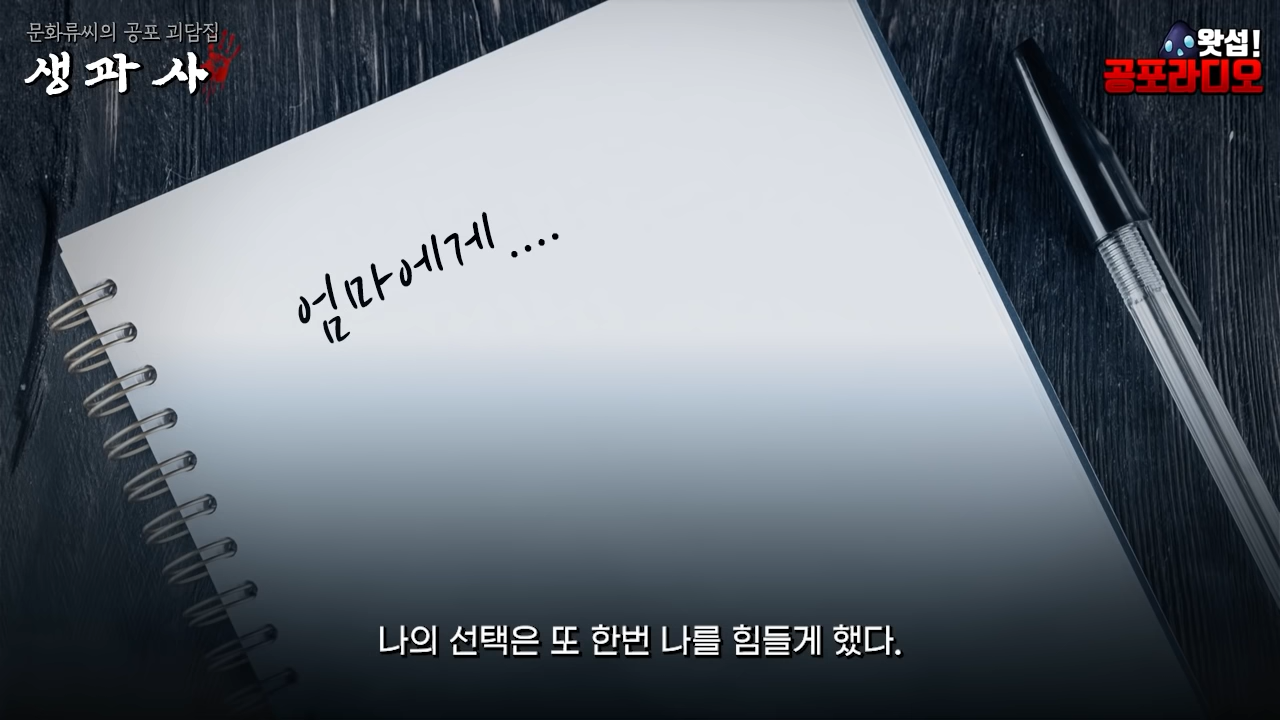 문화류씨의 공포 괴담집
생과 사
왓섭!
공포라디오
엄마에게....
나의 선택은 또 한번 나를 힘들게 했다.